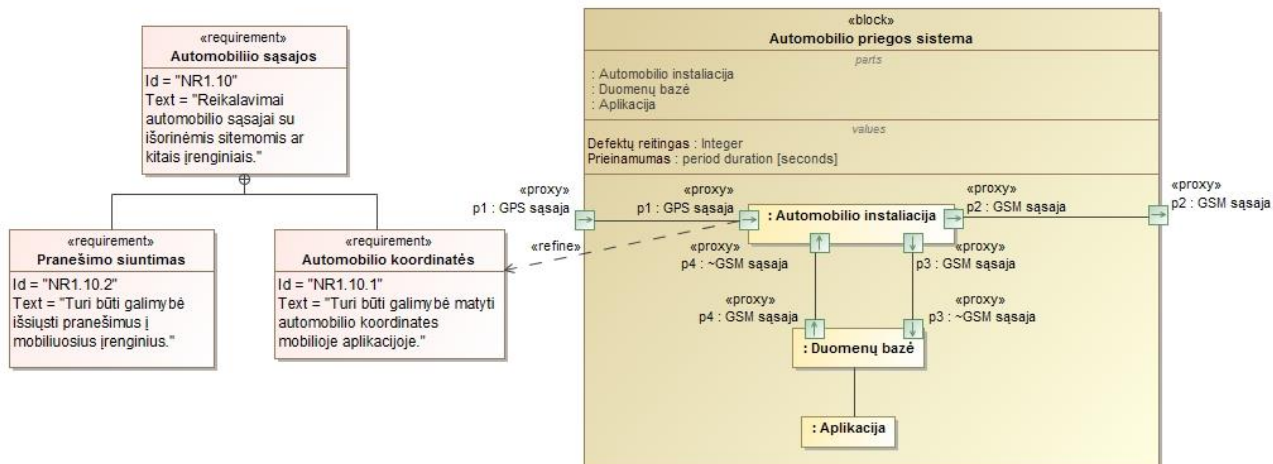 «requirement»
Automobiliio sąsajos
Id = "NR1.10"
Text = "Reikalavimai
automobilio sąsajai su
išorinėmis sitemomis ar
kitais įrenginiais."
«requirement»
Pranešimo siuntimas
Id = "NR1.10.2"
Text = "Turi būti galimybė
išsiųsti pranešimus į
mobiliuosius įrenginius."
«requirement»
Automobilio koordinatės
Id = "NR1.10.1"
Text = "Turi būti galimybė matyti
automobilio koordinates
mobilioje aplikacijoje."
«refine»
«block»
Automobilio priegos sistema
parts
: Automobilio instaliacija
: Duomenų bazė
: Aplikacija
values
Defektų reitingas : Integer
Prieinamumas : period duration [seconds]
«proxy»
p1 : GPS sąsaja
«proxy»
p1 : GPS sąsaja
: Automobilio instaliacija
«proxy»
p2 : GSM sąsaja
«proxy»
p2 : GSM sąsaja
«proxy»
p4 : ~GSM sąsaja
«proxy»
p3 : GSM sąsaja
«proxy»
p4 : GSM sąsaja
«proxy»
p3 : ~GSM sąsaja
: Duomenų bazė
: Aplikacija